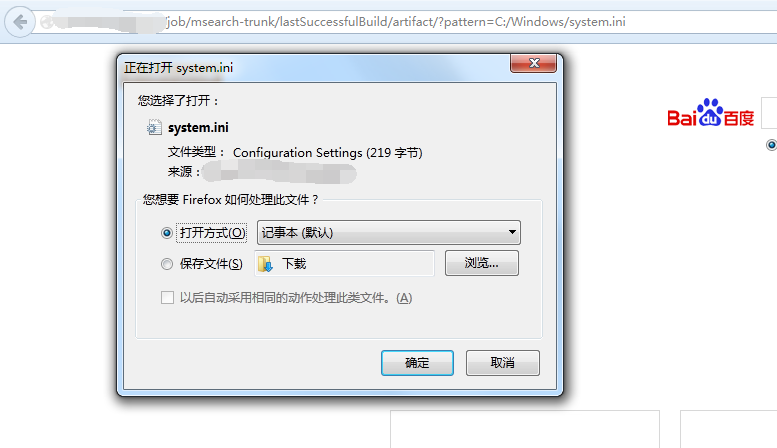 /job/msearch-trunk/lastSuccessfulBuild/artifact/?pattern=C:/Windows/system.ini
正在打开 system.ini
您选择了打开：
system.ini
文件类型： Configuration Settings (219 字节)
来源：
您想要 Firefox 如何处理此文件？
打开方式(O) 记事本 (默认)
保存文件(S) 下载 浏览...
以后自动采用相同的动作处理此类文件。(A)
确定 取消
Bai du 百度